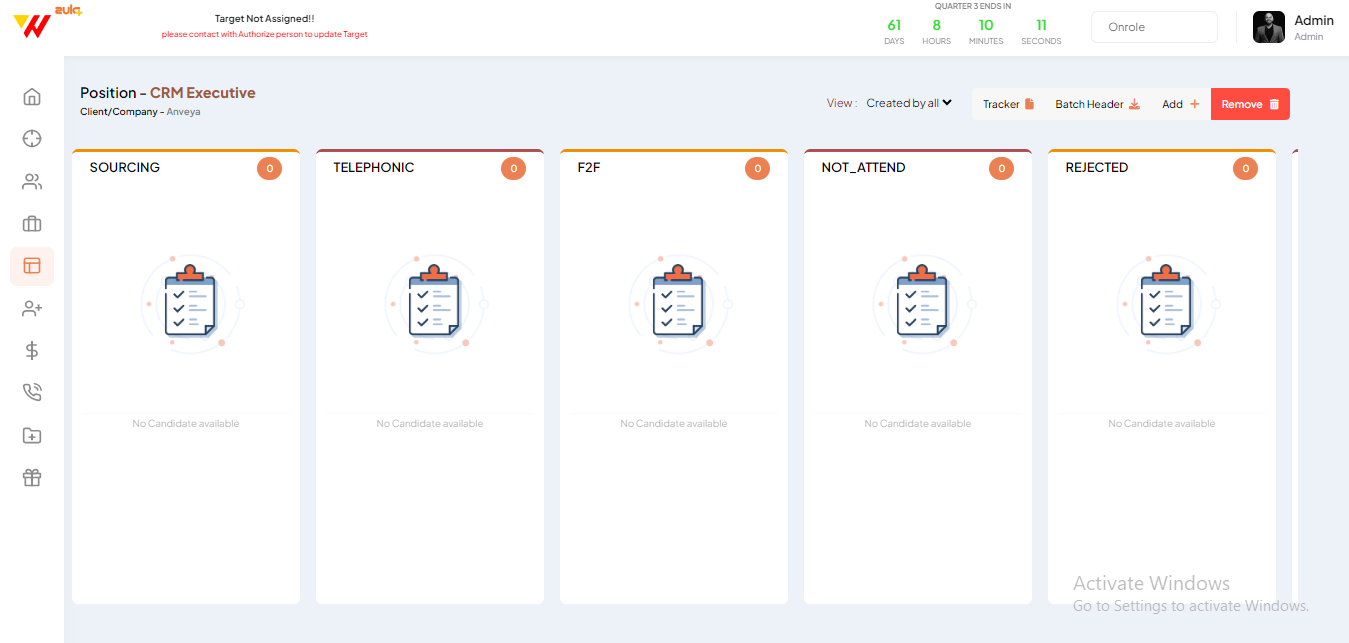 zulq+
Target Not Assigned!!
please contact with Authorize person to update Target
QUARTER 3 ENDS IN
61 8 10 11
DAYS HOURS MINUTES SECONDS
Onrole
Admin
Admin
Position - CRM Executive
Client/Company - Anveya
View : Created by all
Tracker Batch Header Add + Remove
SOURCING 0
TELEPHONIC 0
F2F 0
NOT_ATTEND 0
REJECTED 0
No Candidate available
No Candidate available
No Candidate available
No Candidate available
No Candidate available
Activate Windows
Go to Settings to activate Windows.